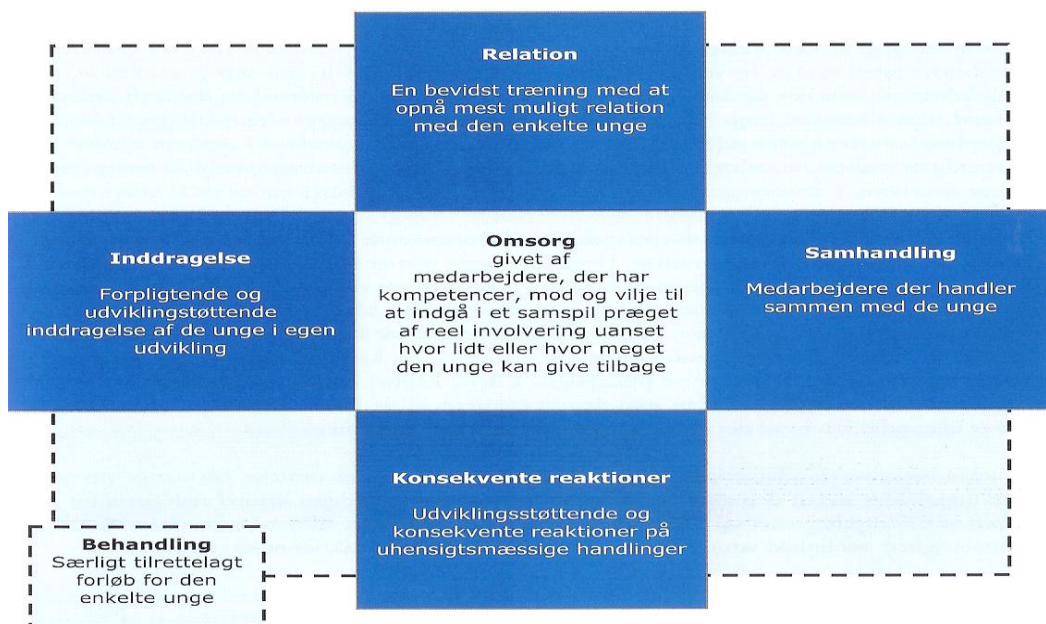 Relation
En bevidst træning med at
opnå mest muligt relation
med den enkelte unge
Inddragelse
Forpligtende og
udviklingstøttende
inddragelse af de unge i egen
udvikling
Omsorg
givet af
medarbejdere, der har
kompetencer, mod og vilje til
at indgå i et samspil præget
af reel involvering uanset
hvor lidt eller hvor meget
den unge kan give tilbage
Samhandling
Medarbejdere der handler
sammen med de unge
Konsekvente reaktioner
Udviklingsstøttende og
konsekvente reaktioner på
uhensigtsmæssige handlinger
Behandling
Særligt tilrettelagt
forløb for den
enkelte unge